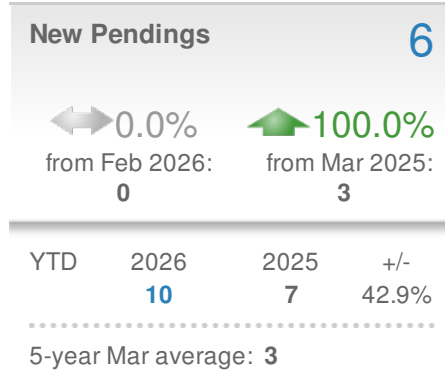 New Pendings 6
0.0% 100.0%
from Feb 2026: from Mar 2025:
0 3
YTD 2026 2025 +/-
10 7 42.9%
5-year Mar average: 3